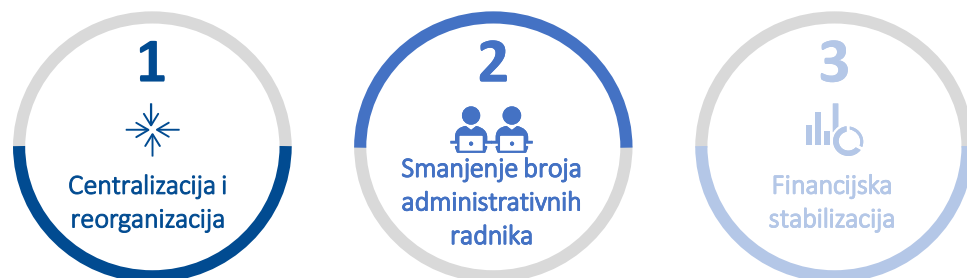 1
Centralizacija i
reorganizacija
2
Smanjenje broja
administrativnih
radnika
3
Financijska
stabilizacija